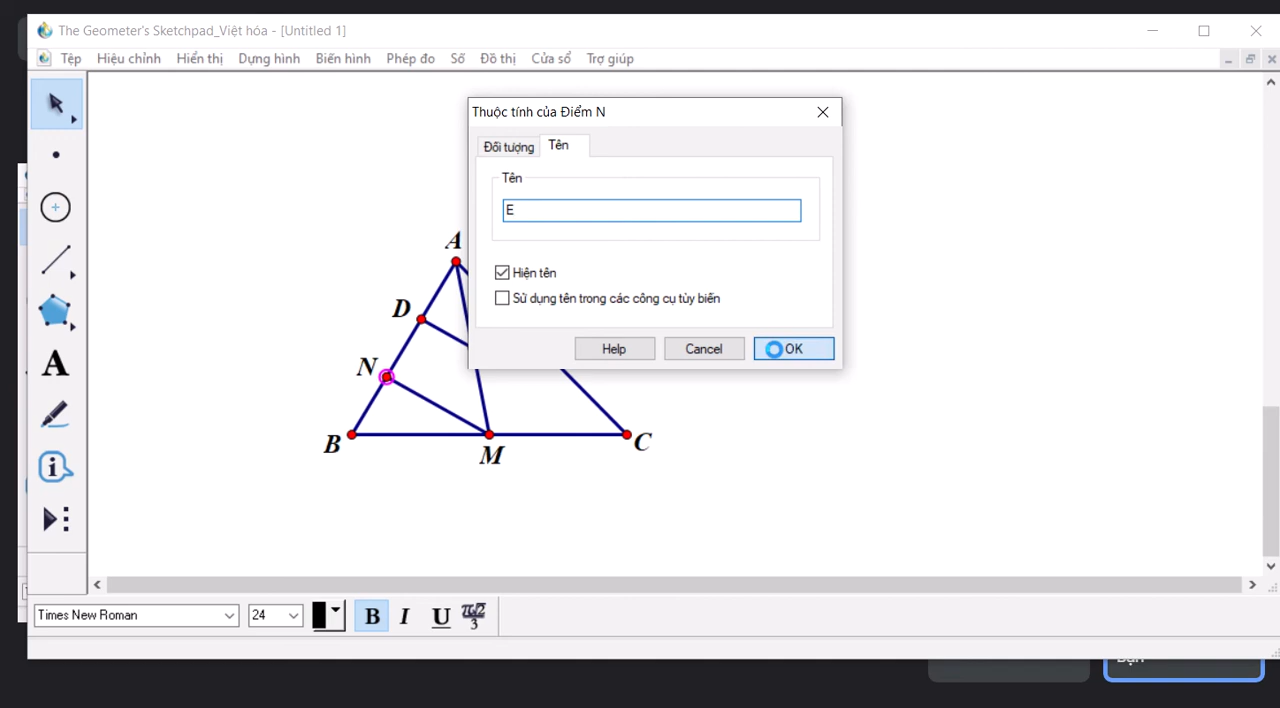 The Geometer's Sketchpad_Việt hóa - [Untitled 1]
Tệp Hiệu chỉnh Hiển thị Dựng hình Biến hình Phép đo Số Đồ thị Cửa sổ Trợ giúp
Thuộc tính của Điểm N
Đối tượng Tên
Tên
E
Hiện tên
Sử dụng tên trong các công cụ tùy biến
Help Cancel OK
A
D
N
B
M
C
A
Times New Roman 24 B I U
Bạn